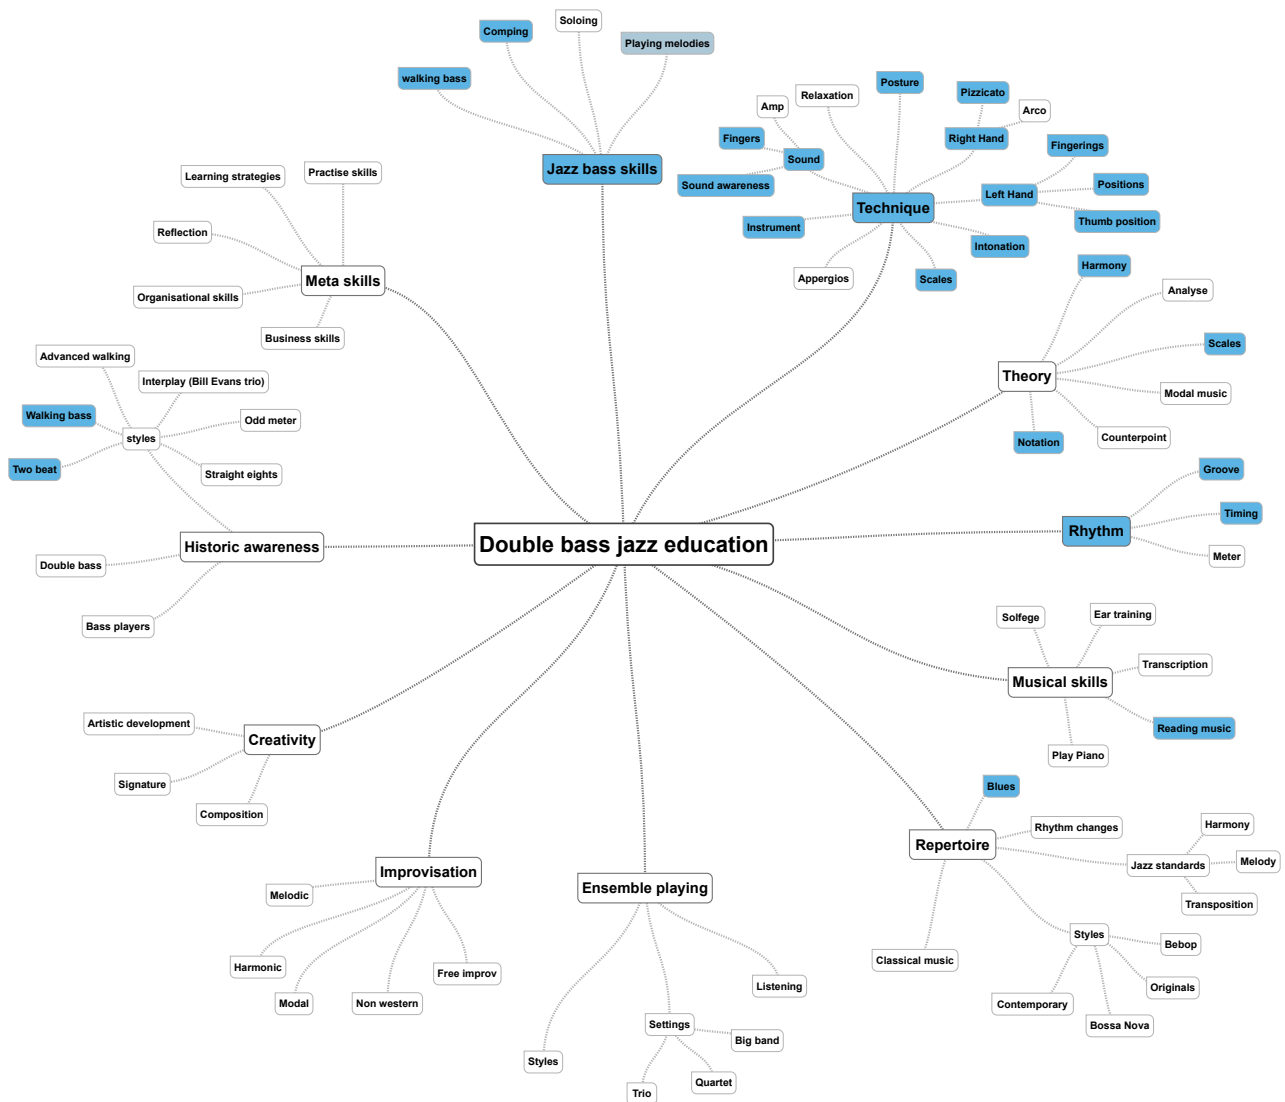 Soloing
Comping
Playing melodies
walking bass
Jazz bass skills
Posture
Relaxation
Pizzicato
Amp
Arco
Fingers
Right Hand
Fingerings
Sound
Sound awareness
Left Hand
Positions
Technique
Instrument
Thumb position
Intonation
Appergios
Scales
Learning strategies
Practise skills
Reflection
Meta skills
Organisational skills
Business skills
Harmony
Analyse
Scales
Theory
Modal music
Notation
Counterpoint
Advanced walking
Interplay (Bill Evans trio)
Walking bass
Odd meter
styles
Two beat
Straight eights
Historic awareness
Double bass
Bass players
Double bass jazz education
Groove
Timing
Rhythm
Meter
Solfege
Ear training
Transcription
Musical skills
Reading music
Play Piano
Artistic development
Creativity
Signature
Composition
Blues
Rhythm changes
Harmony
Repertoire
Jazz standards
Melody
Transposition
Styles
Bebop
Classical music
Originals
Contemporary
Bossa Nova
Improvisation
Melodic
Harmonic
Free improv
Modal
Non western
Ensemble playing
Listening
Settings
Big band
Styles
Quartet
Trio